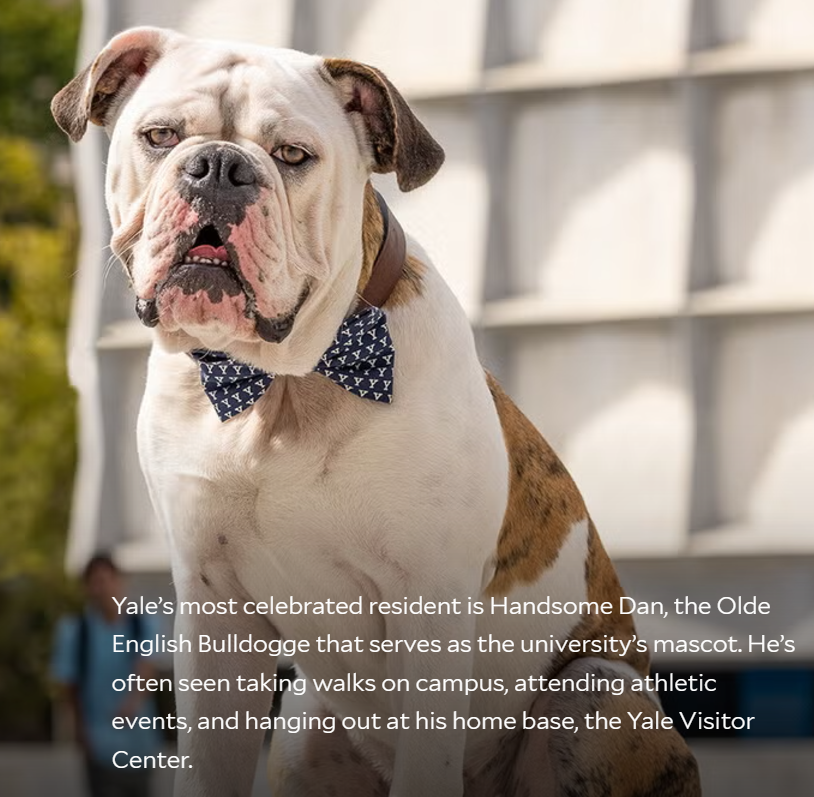 Yale’s most celebrated resident is Handsome Dan, the Olde
English Bulldogge that serves as the university’s mascot. He’s
often seen taking walks on campus, attending athletic
events, and hanging out at his home base, the Yale Visitor
Center.